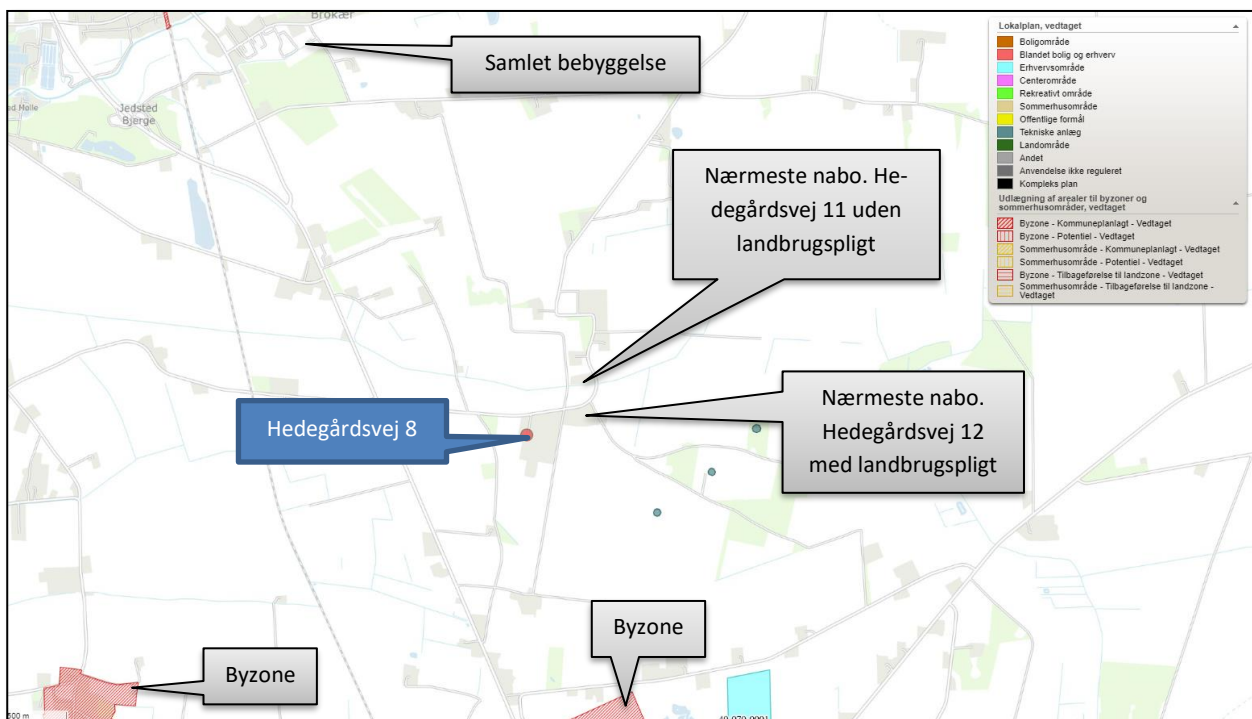 Brokær
Samlet bebyggelse
Jedsted
Bjerge
Nærmeste nabo. He-
degårdsvej 11 uden
landbrugspligt
Hedegårdsvej 8
Nærmeste nabo.
Hedegårdsvej 12
med landbrugspligt
Byzone
Byzone
500 m
Lokalplan, vedtaget
Boligområde
Blandet bolig og erhverv
Erhvervsområde
Centerområde
Rekreativt område
Sommerhusområde
Offentlige formål
Tekniske anlæg
Landområde
Andet
Anvendelse ikke reguleret
Kompleks plan
Udlægning af arealer til byzoner og
sommerhusområder, vedtaget
Byzone - Kommuneplanlagt - Vedtaget
Byzone - Potentiel - Vedtaget
Sommerhusområde - Kommuneplanlagt - Vedtaget
Sommerhusområde - Potentiel - Vedtaget
Byzone - Tilbageførelse til landzone - Vedtaget
Sommerhusområde - Tilbageførelse til landzone -
Vedtaget